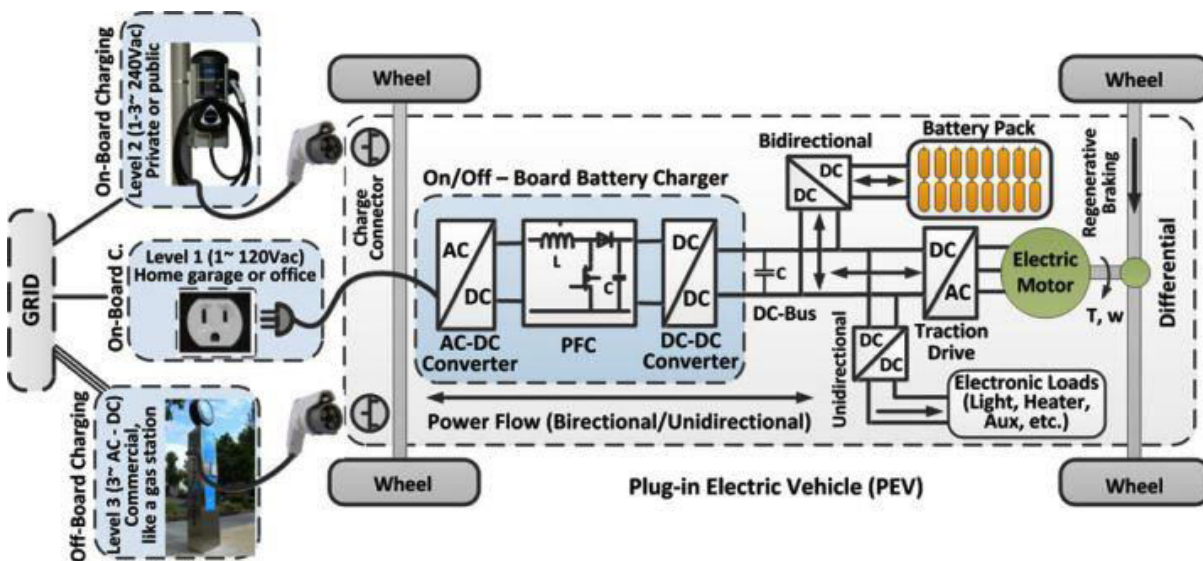 GRID
On-Board Charging
Level 2 (1-3~ 240Vac)
Private or public
On-Board C.
Level 1 (1~ 120Vac)
Home garage or office
Off-Board Charging
Level 3 (3~ AC - DC)
Commercial,
like a gas station
Wheel
Wheel
Charge
Connector
On/Off – Board Battery Charger
AC
DC
AC-DC
Converter
L
C
PFC
DC
DC
DC-DC
Converter
Power Flow (Birectional/Unidirectional)
C
DC-Bus
Bidirectional
DC
DC
Battery Pack
DC
AC
Traction
Drive
Electric
Motor
Regenerative
Braking
T, w
Differential
Unidirectional
DC
DC
Electronic Loads
(Light, Heater,
Aux, etc.)
Wheel
Wheel
Plug-in Electric Vehicle (PEV)